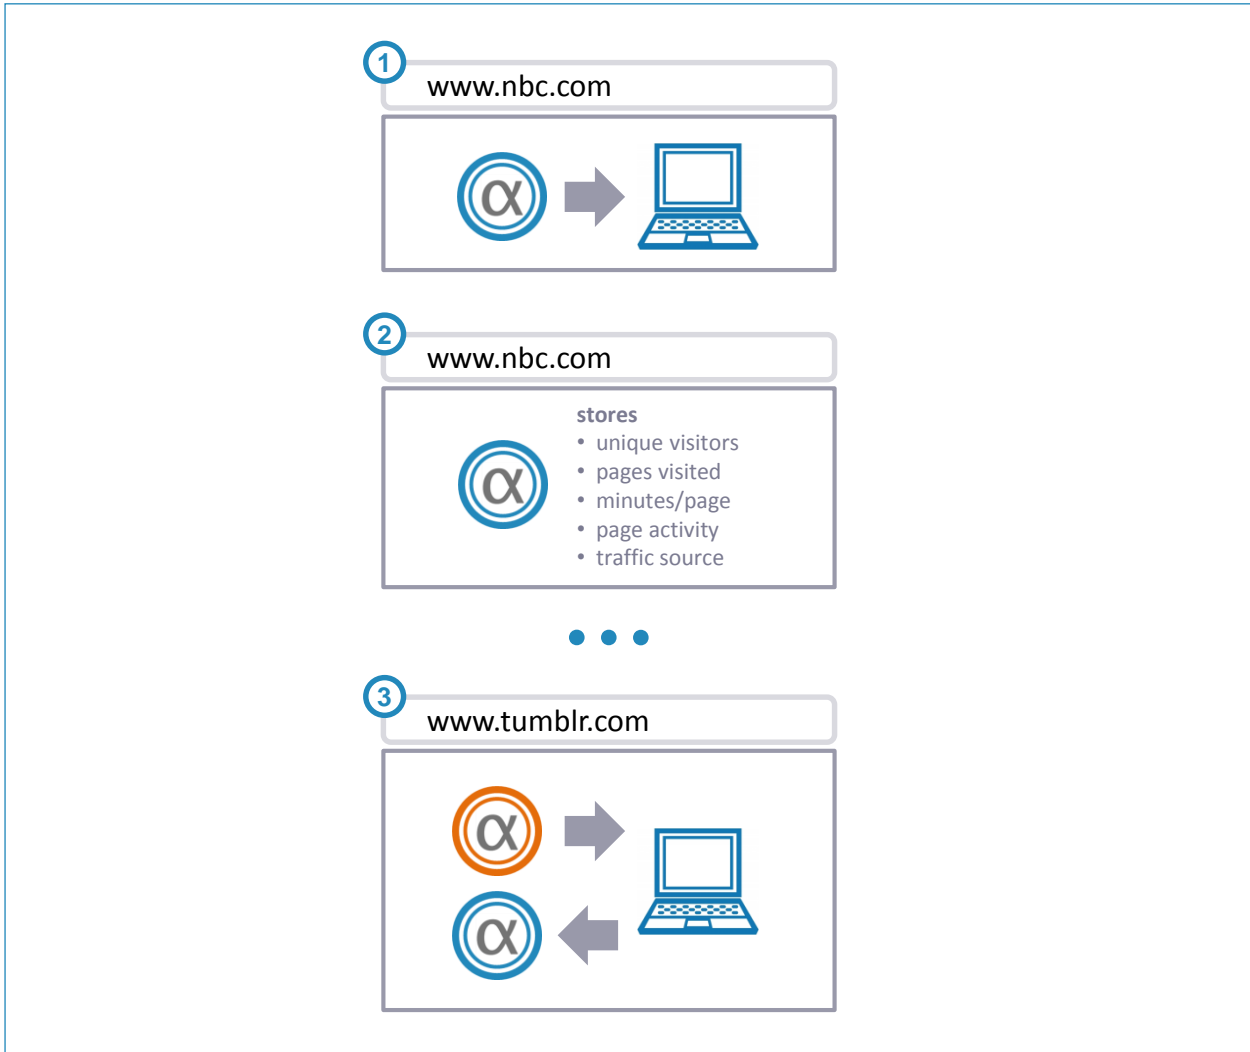 1
www.nbc.com
α
2
www.nbc.com
stores
• unique visitors
• pages visited
• minutes/page
• page activity
• traffic source
α
3
www.tumblr.com
α
α